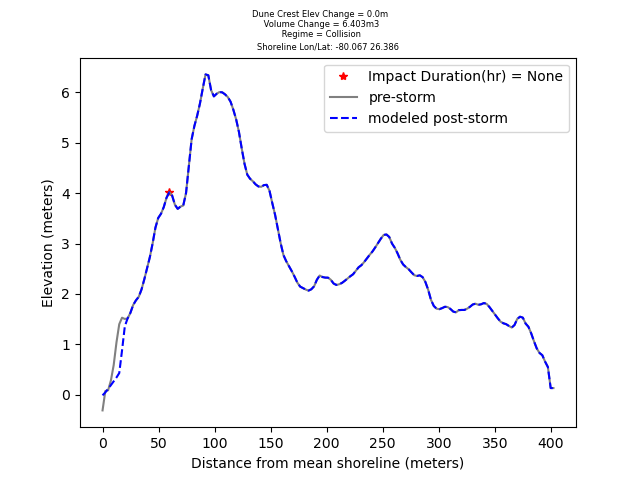 Dune Crest Elev Change = 0.0m
Volume Change = 6.403m3
Regime = Collision
Shoreline Lon/Lat: -80.067 26.386
Impact Duration(hr) = None
pre-storm
modeled post-storm
6
5
4
3
2
1
0
Elevation (meters)
0 50 100 150 200 250 300 350 400
Distance from mean shoreline (meters)